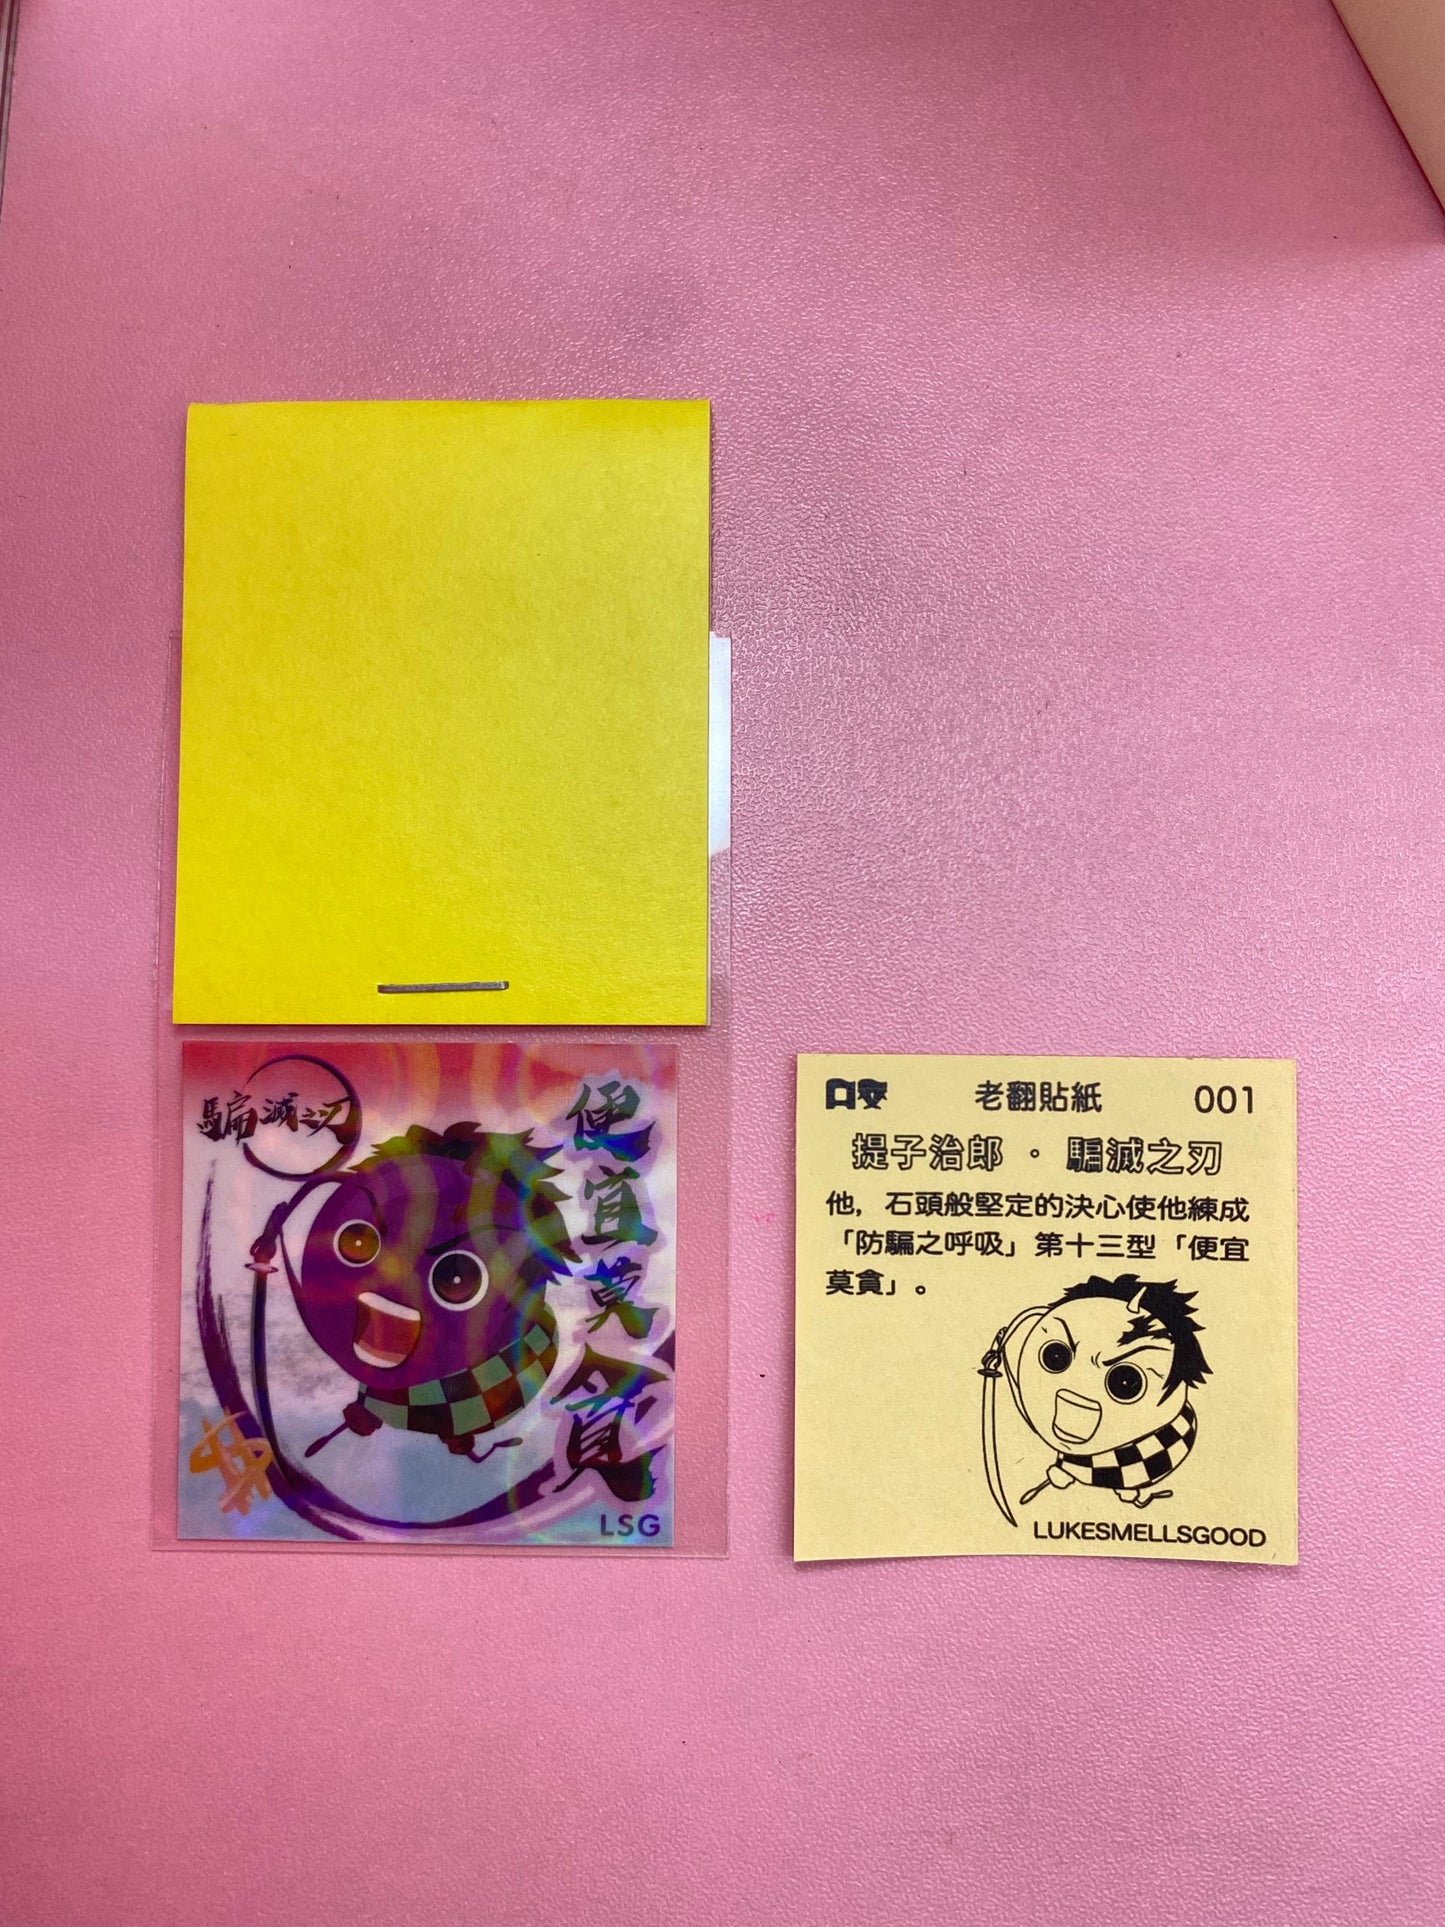 騙滅之刃
便宜莫貪
LSG
老翻貼紙 001
提子治郎・騙滅之刃
他，石頭般堅定的決心使他練成
「防騙之呼吸」第十三型「便宜
莫貪」。
LUKESMELLSGOOD